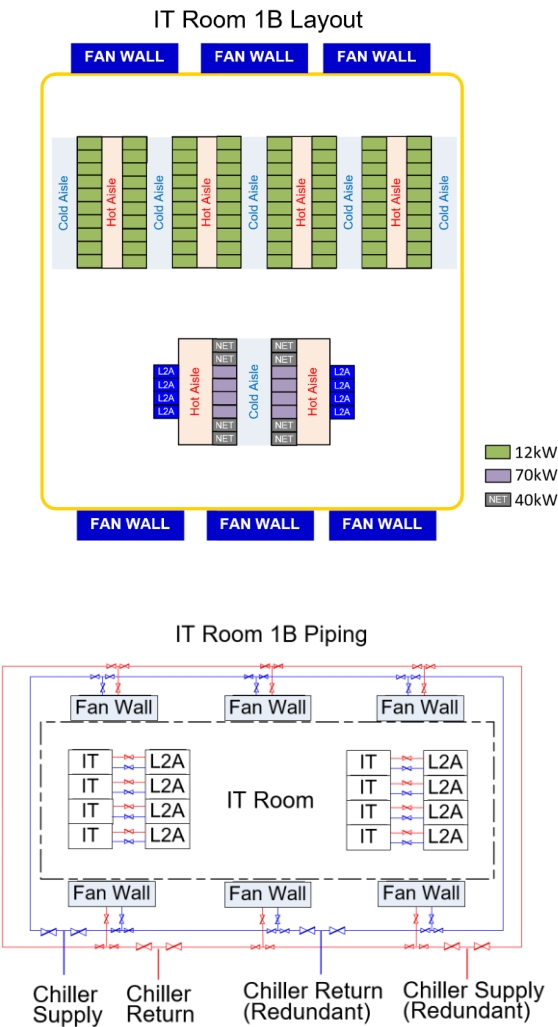 IT Room 1B Layout
FAN WALL FAN WALL FAN WALL
Cold Aisle Hot Aisle Cold Aisle Hot Aisle Cold Aisle Hot Aisle Cold Aisle Hot Aisle Cold Aisle
NET NET
NET NET
L2A L2A
L2A L2A
L2A L2A
L2A L2A
Hot Aisle Cold Aisle Hot Aisle
NET NET
NET NET
12kW
70kW
NET 40kW
FAN WALL FAN WALL FAN WALL
IT Room 1B Piping
Fan Wall Fan Wall Fan Wall
IT L2A IT L2A
IT L2A IT L2A
IT Room
IT L2A IT L2A
IT L2A IT L2A
Fan Wall Fan Wall Fan Wall
Chiller Supply
Chiller Return
Chiller Return (Redundant)
Chiller Supply (Redundant)